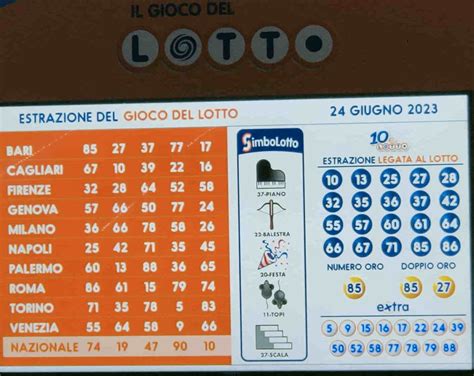 IL GIOCO DEL
LOTTO
ESTRAZIONE DEL GIOCO DEL LOTTO
24 GIUGNO 2023
BARI 85 27 37 77 17
CAGLIARI 67 10 39 22 16
FIRENZE 32 28 64 52 58
GENOVA 57 66 50 77 24
MILANO 36 66 78 58 26
NAPOLI 25 42 71 35 45
PALERMO 60 13 88 68 65
ROMA 86 61 15 78 94
TORINO 71 35 78 5 83
VENEZIA 55 64 58 9 66
NAZIONALE 74 19 47 90 10
SimboLotto
37-PIANO
22-BALESTRA
20-FESTA
11-TOPI
27-SCALA
10 LOTTO
ESTRAZIONE LEGATA AL LOTTO
10 13 25 27 28
32 35 36 37 42
55 57 60 61 64
66 67 71 85 86
NUMERO ORO DOPPIO ORO
85 85 27
extra
5 9 15 16 19 22 24 39
50 52 58 77 78 79 88